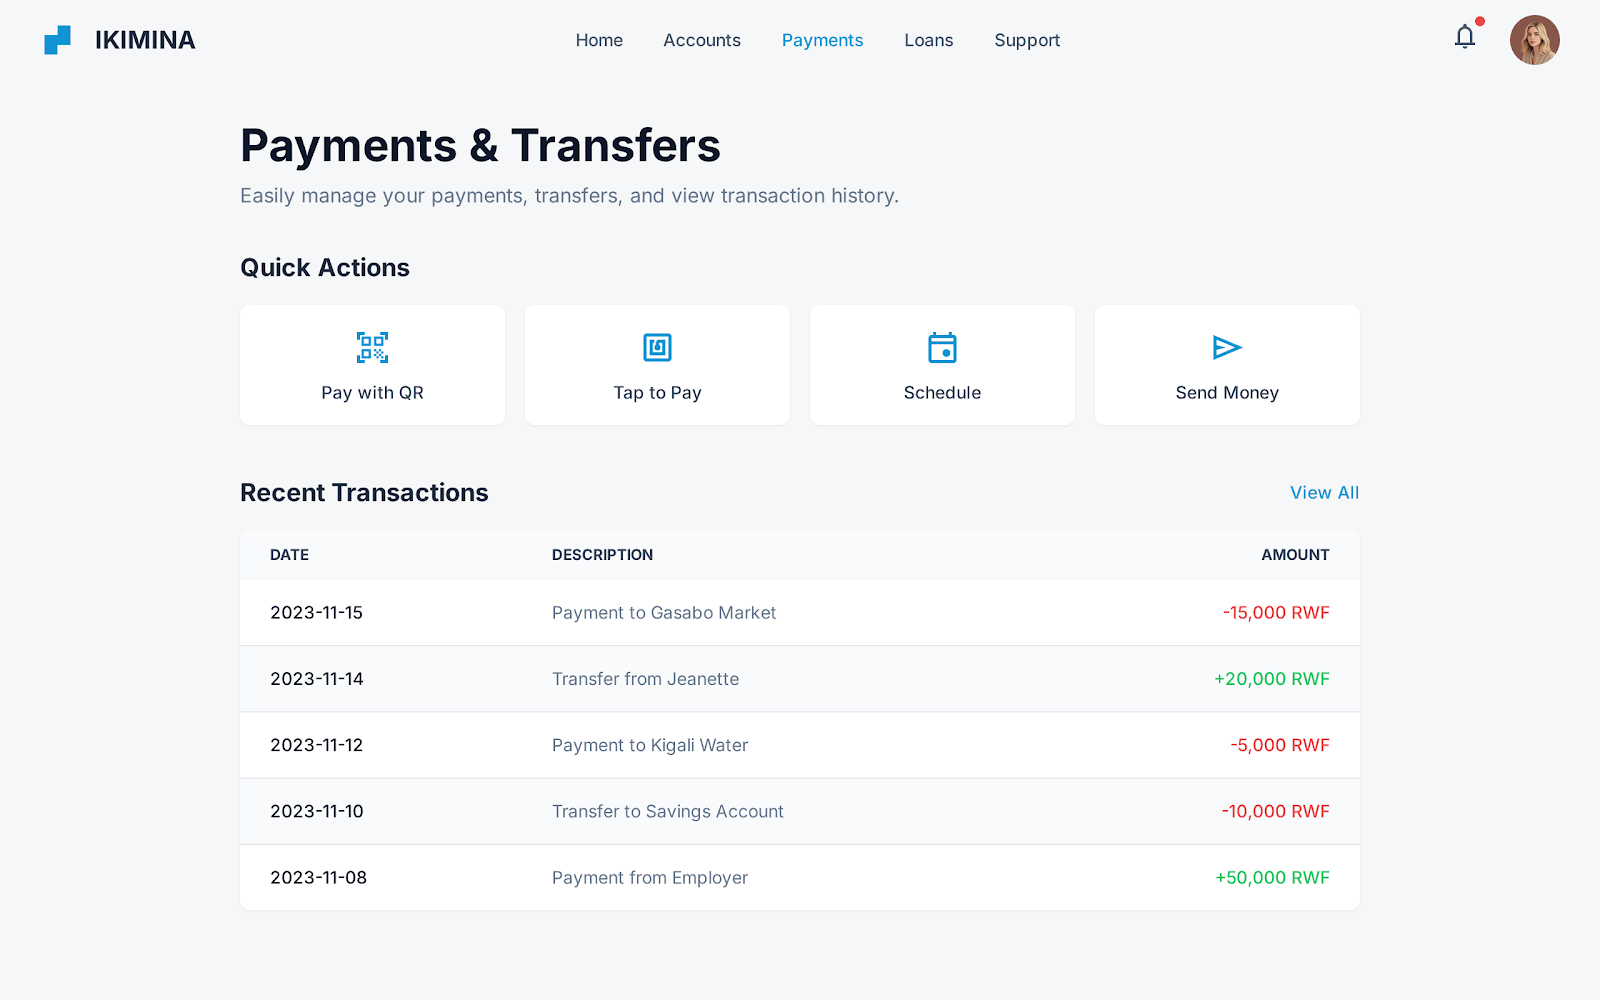 IKIMINA
Home
Accounts
Payments
Loans
Support
Payments & Transfers
Easily manage your payments, transfers, and view transaction history.
Quick Actions
Pay with QR
Tap to Pay
Schedule
Send Money
Recent Transactions
View All
DATE DESCRIPTION AMOUNT
2023-11-15 Payment to Gasabo Market -15,000 RWF
2023-11-14 Transfer from Jeanette +20,000 RWF
2023-11-12 Payment to Kigali Water -5,000 RWF
2023-11-10 Transfer to Savings Account -10,000 RWF
2023-11-08 Payment from Employer +50,000 RWF